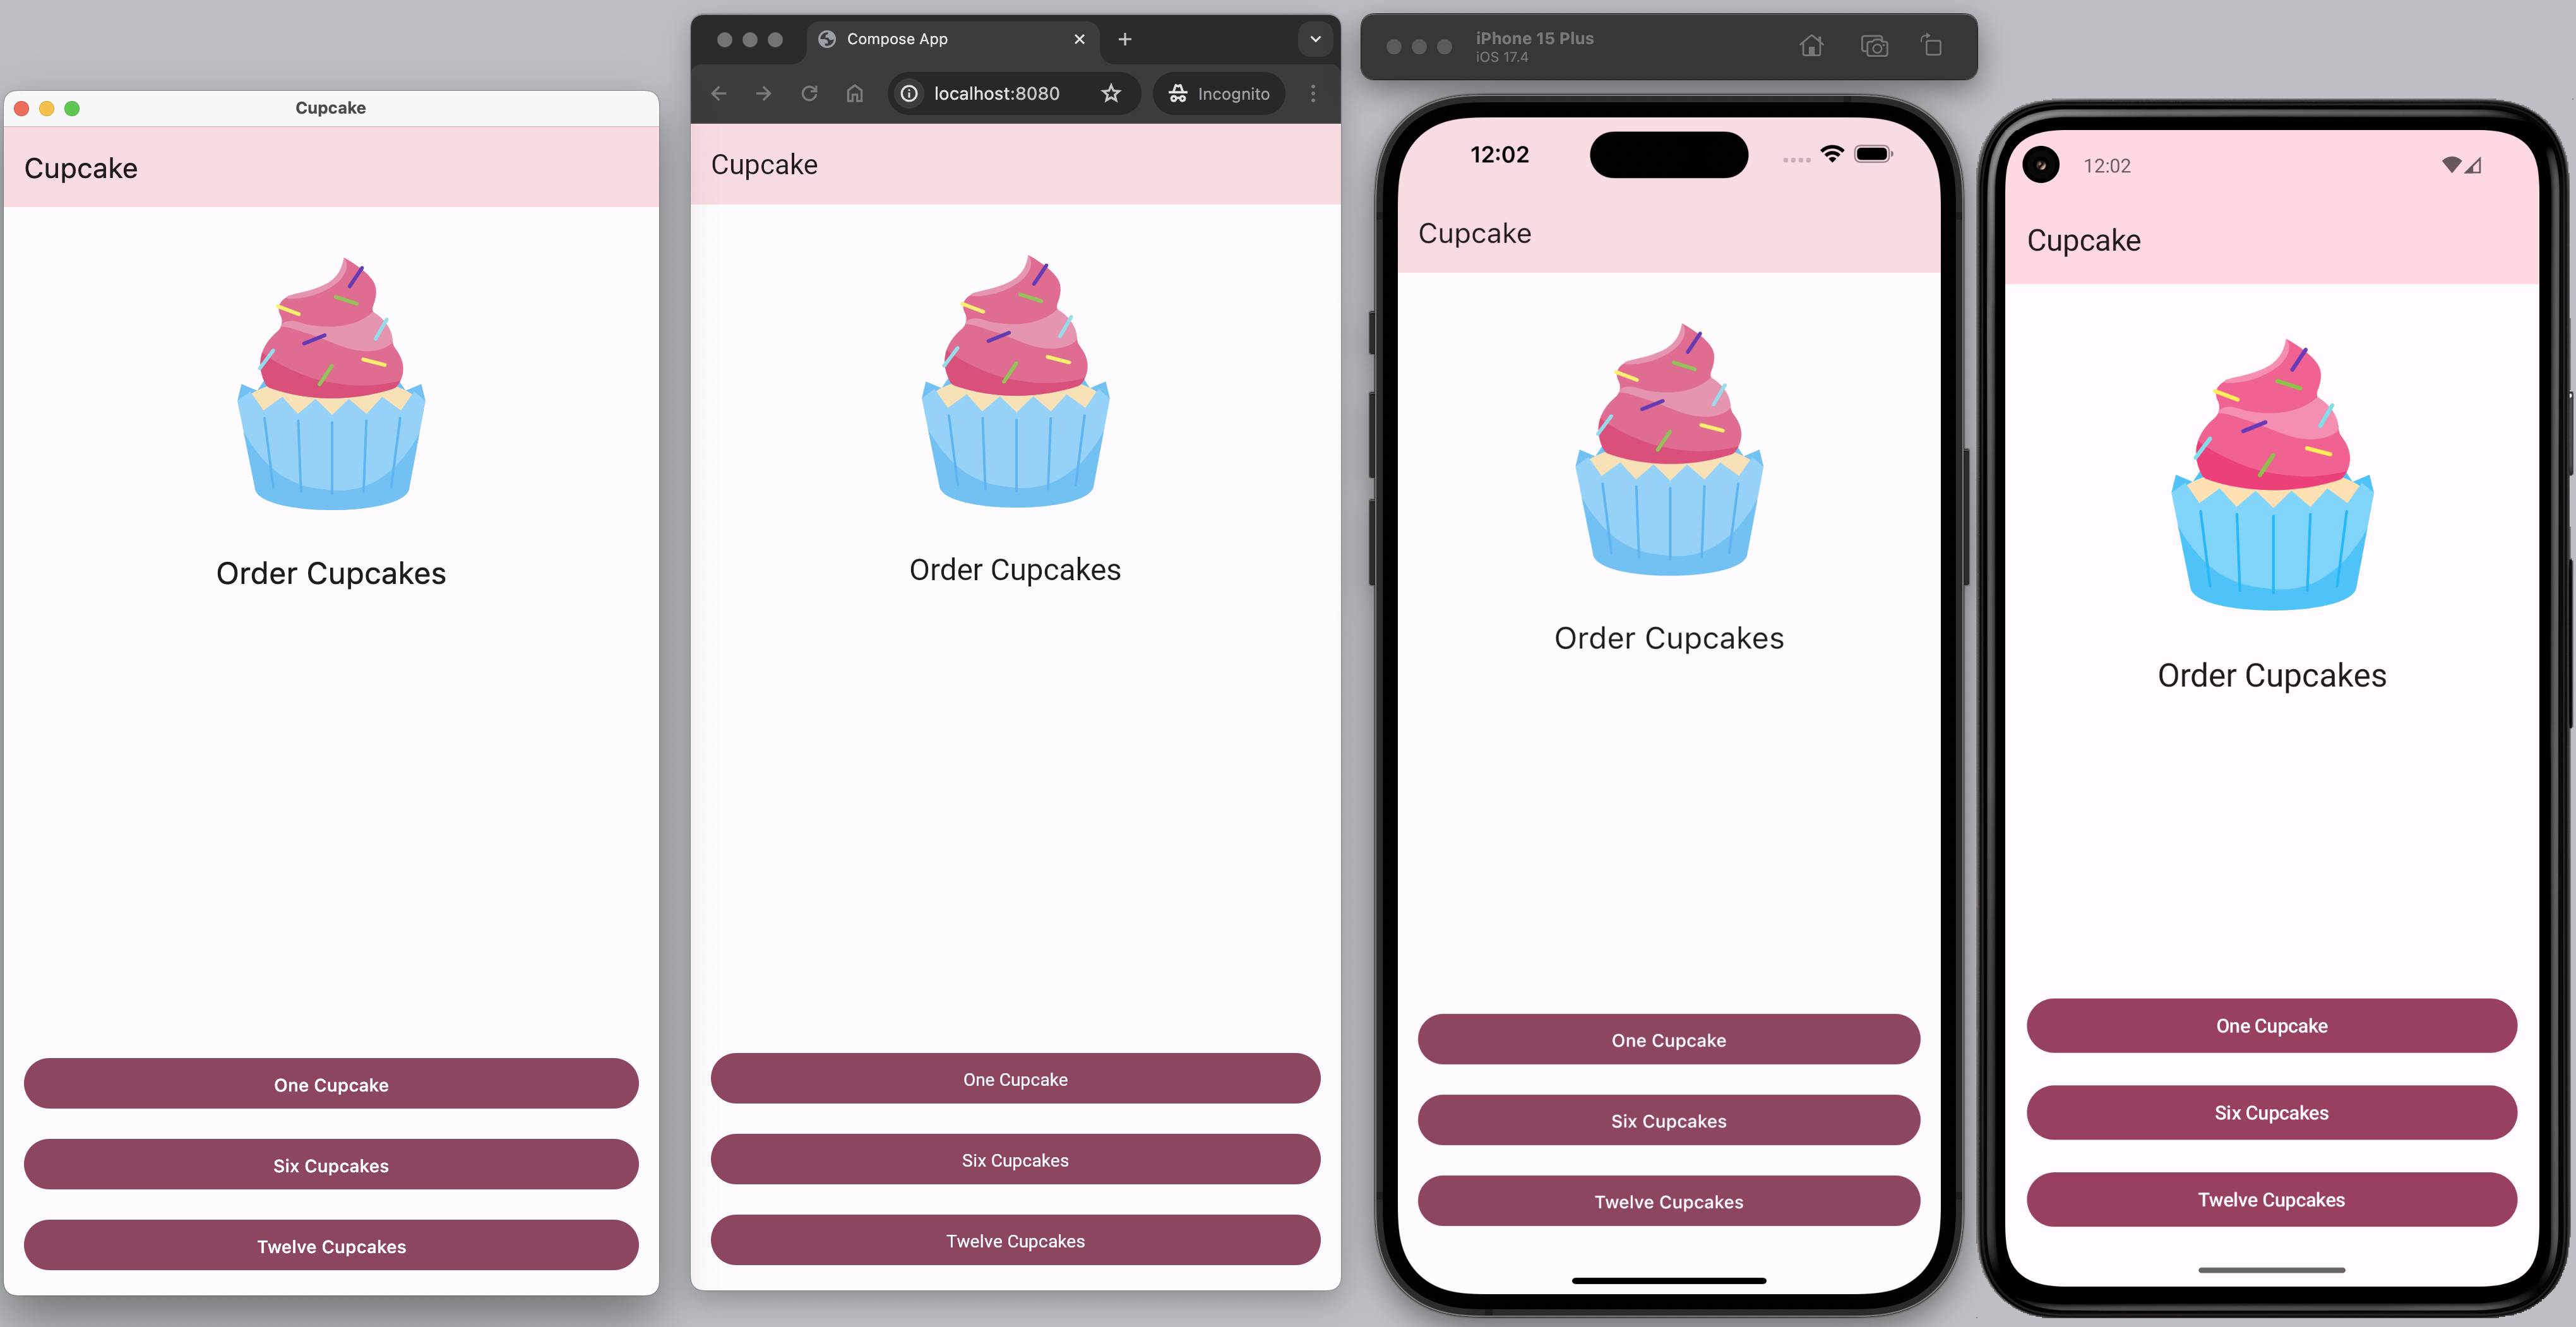 Cupcake
Cupcake
Order Cupcakes
One Cupcake
Six Cupcakes
Twelve Cupcakes
Compose App
localhost:8080
Incognito
Cupcake
Order Cupcakes
One Cupcake
Six Cupcakes
Twelve Cupcakes
iPhone 15 Plus
iOS 17.4
12:02
Cupcake
Order Cupcakes
One Cupcake
Six Cupcakes
Twelve Cupcakes
12:02
Cupcake
Order Cupcakes
One Cupcake
Six Cupcakes
Twelve Cupcakes